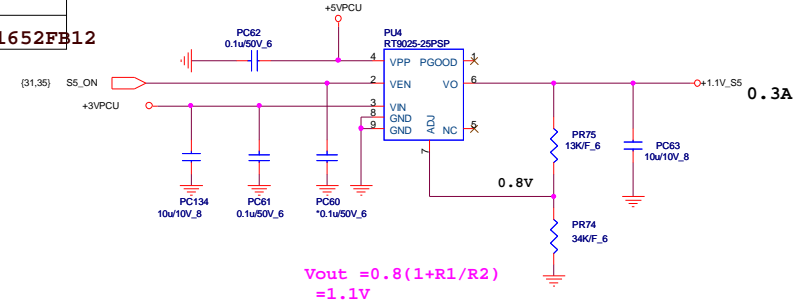 1652FB12
+5VPCU
PC62
0.1u/50V_6
PU4
RT9025-25PSP
4 VPP PGOOD 1
{31,35} S5_ON 2 VEN VO 6 +1.1V_S5
0.3A
+3VPCU 3 VIN
8 GND
9 GND ADJ NC 5
7
PR75
13K/F_6
PC63
10u/10V_8
0.8V
PC134
10u/10V_8
PC61
0.1u/50V_6
PC60
*0.1u/50V_6
PR74
34K/F_6
Vout =0.8(1+R1/R2)
=1.1V